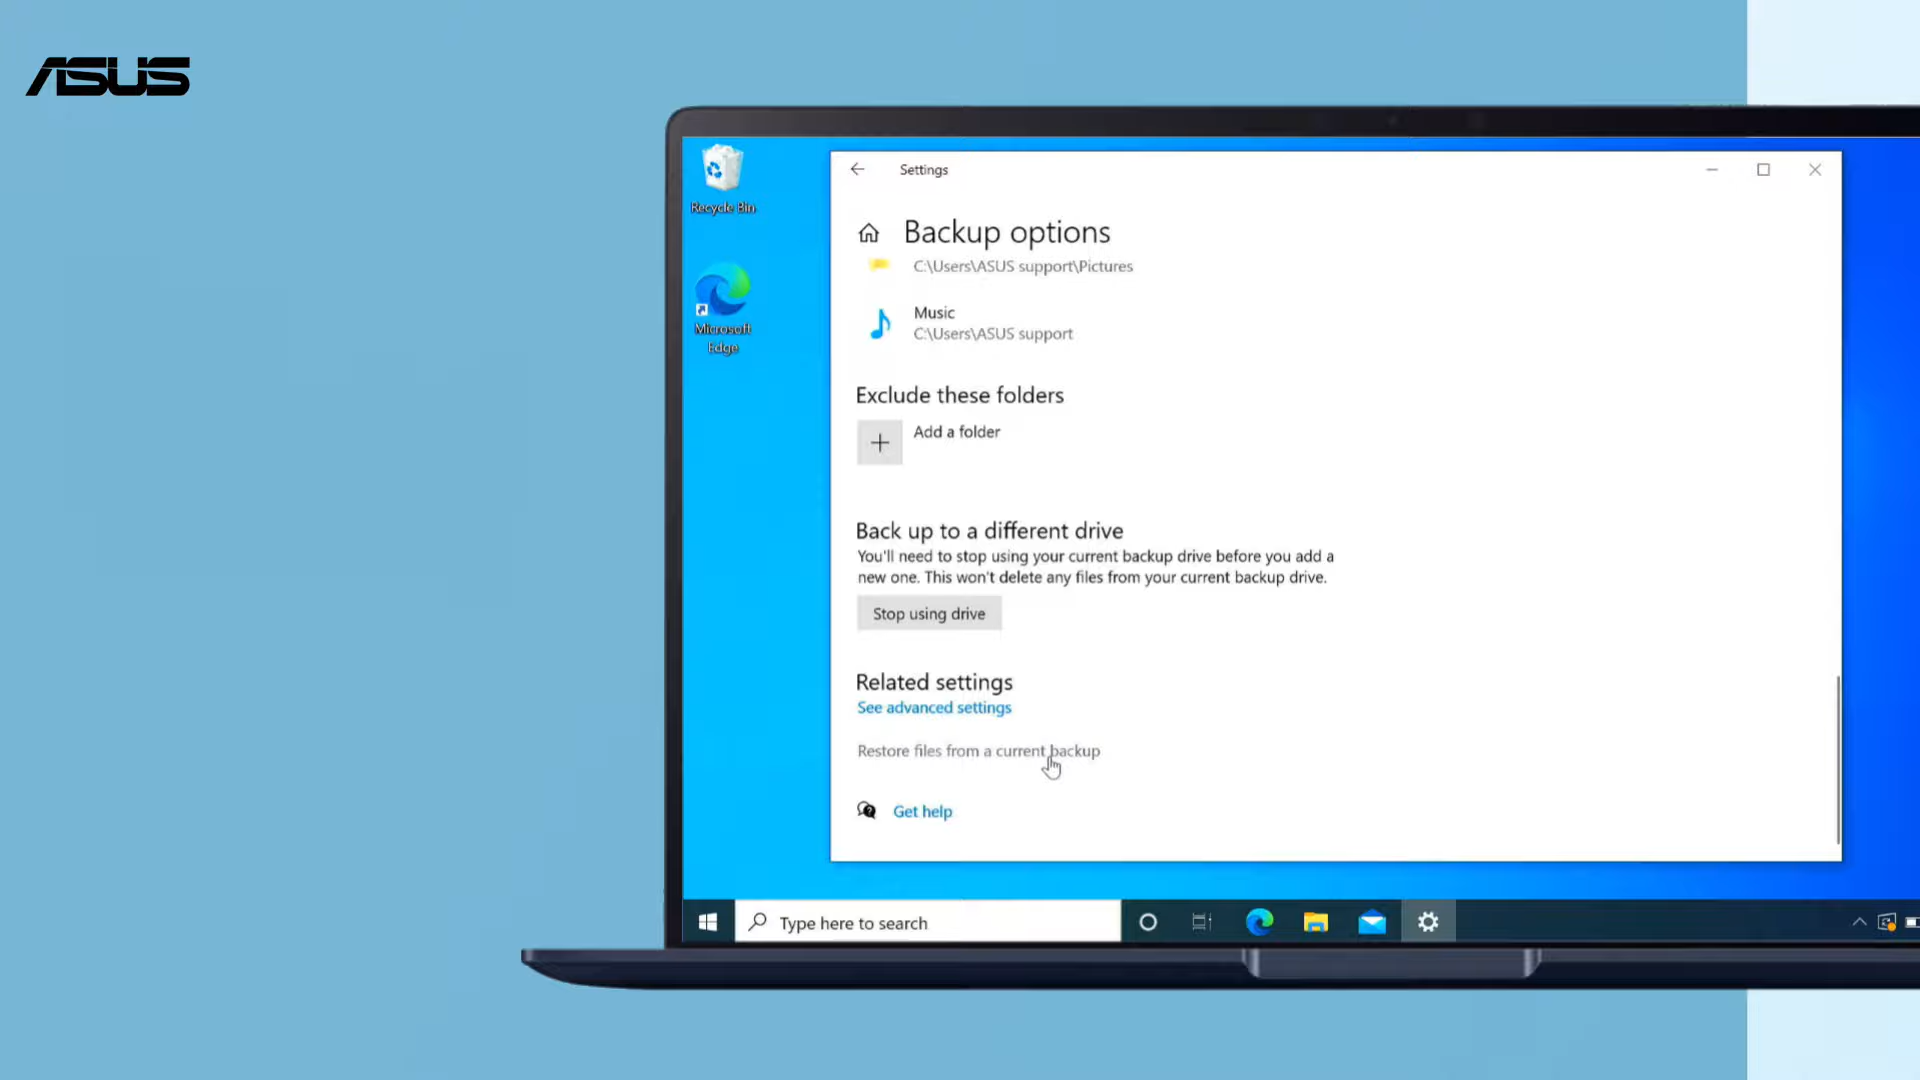 ASUS
Recycle Bin
Microsoft
Edge
Settings
Backup options
C:\Users\ASUS support\Pictures
Music
C:\Users\ASUS support
Exclude these folders
Add a folder
Back up to a different drive
You'll need to stop using your current backup drive before you add a
new one. This won't delete any files from your current backup drive.
Stop using drive
Related settings
See advanced settings
Restore files from a current backup
Get help
Type here to search